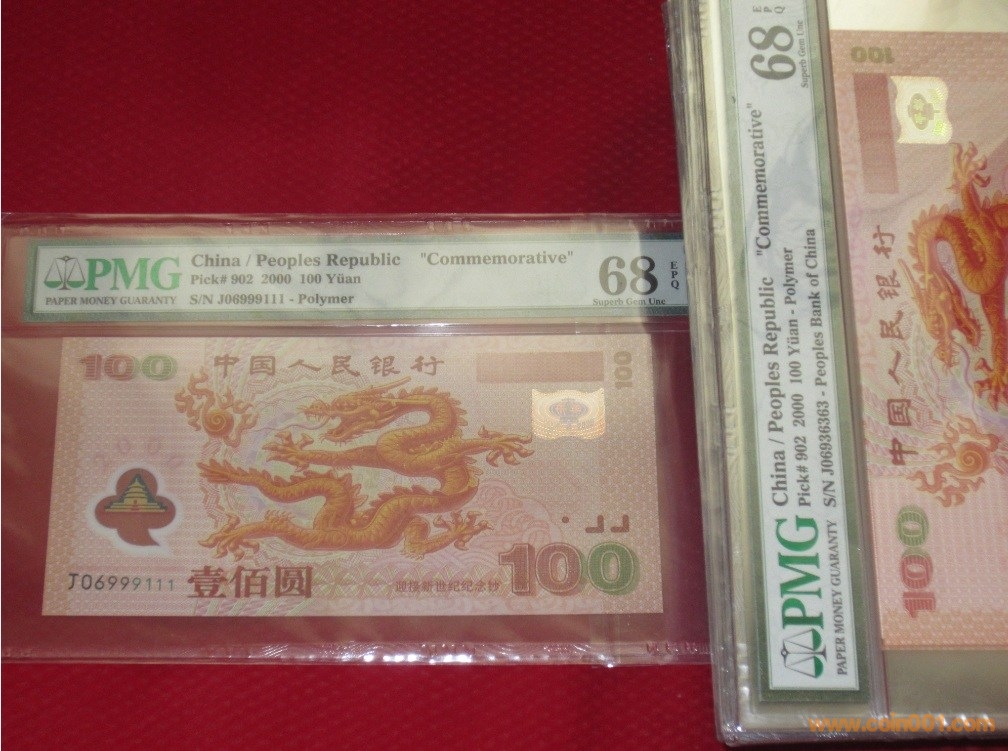 PMG
PAPER MONEY GUARANTY
China / Peoples Republic "Commemorative"
Pick# 902 2000 100 Yüan
S/N J06999111 - Polymer
68
EPQ
Superb Gem Unc
100
中国人民银行
100
J06999111
壹佰圆
迎接新世纪纪念钞
100
PMG
PAPER MONEY GUARANTY
China / Peoples Republic "Commemorative"
Pick# 902 2000 100 Yüan - Polymer
S/N J06936363 - Peoples Bank of China
68
EPQ
Superb Gem Unc
100
中国人民银行
100
www.coin001.com